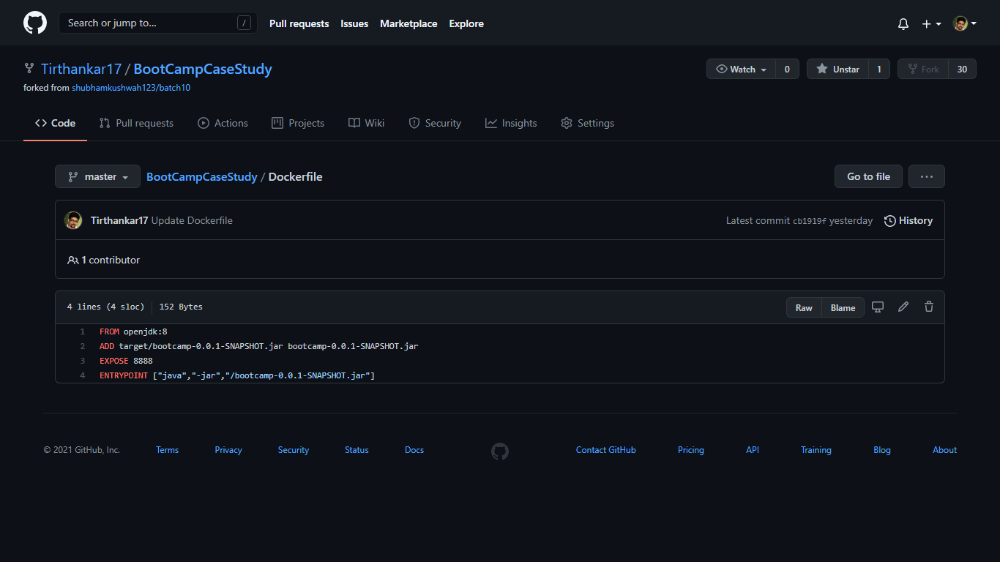 Search or jump to... /
Pull requests Issues Marketplace Explore
Tirthankar17 / BootCampCaseStudy
Watch 0 Unstar 1 Fork 30
forked from shubhamkushwah123/batch10
Code Pull requests Actions Projects Wiki Security Insights Settings
master BootCampCaseStudy / Dockerfile Go to file ...
Tirthankar17 Update Dockerfile Latest commit cb1919f yesterday History
1 contributor
4 lines (4 sloc) 152 Bytes Raw Blame
1 FROM openjdk:8
2 ADD target/bootcamp-0.0.1-SNAPSHOT.jar bootcamp-0.0.1-SNAPSHOT.jar
3 EXPOSE 8888
4 ENTRYPOINT ["java","-jar","/bootcamp-0.0.1-SNAPSHOT.jar"]
© 2021 GitHub, Inc. Terms Privacy Security Status Docs Contact GitHub Pricing API Training Blog About